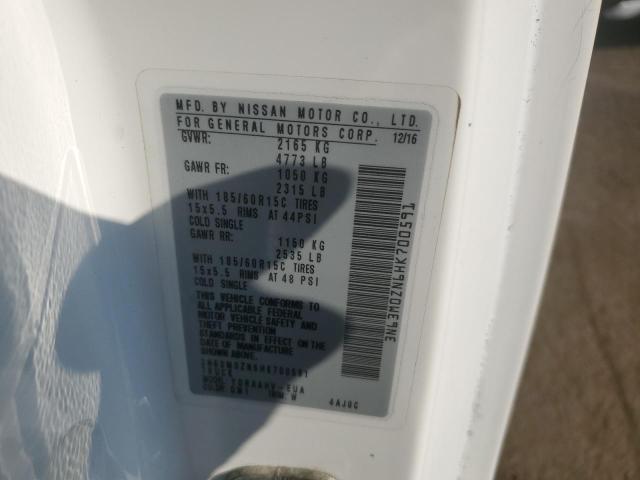 MFD. BY NISSAN MOTOR CO., LTD.
FOR GENERAL MOTORS CORP. 12/16
GVWR: 2165 KG
4773 LB
GAWR FR: 1050 KG
2315 LB
WITH 185/60R15C TIRES
15x5.5 RIMS AT 44PSI
COLD SINGLE
GAWR RR: 1150 KG
2535 LB
WITH 185/60R15C TIRES
15x5.5 RIMS AT 48 PSI
COLD SINGLE
THIS VEHICLE CONFORMS TO
ALL APPLICABLE FEDERAL
MOTOR VEHICLE SAFETY AND
THEFT PREVENTION
STANDARDS IN EFFECT ON THE
DATE OF MANUFACTURE
SHOWN ABOVE.
3N63M0ZN6HK700591
TRUCK
MODEL
4AJ0C
3N63M0ZN6HK700591